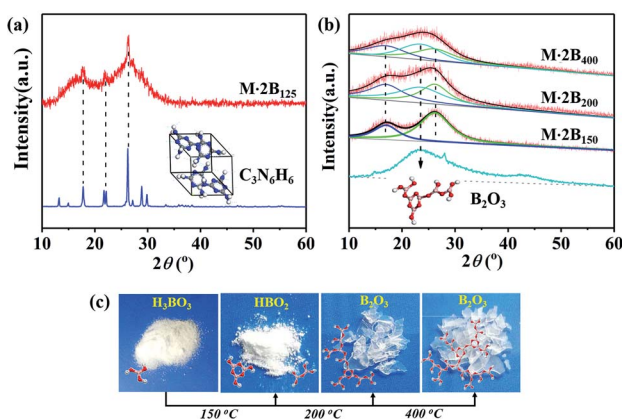 (a)
Intensity(a.u.)
M·2B₁₂₅
C₃N₆H₆
10 20 30 40 50 60
2θ (°)
(b)
Intensity(a.u.)
M·2B₄₀₀
M·2B₂₀₀
M·2B₁₅₀
B₂O₃
10 20 30 40 50 60
2θ (°)
(c)
H₃BO₃ HBO₂ B₂O₃ B₂O₃
150 °C 200 °C 400 °C